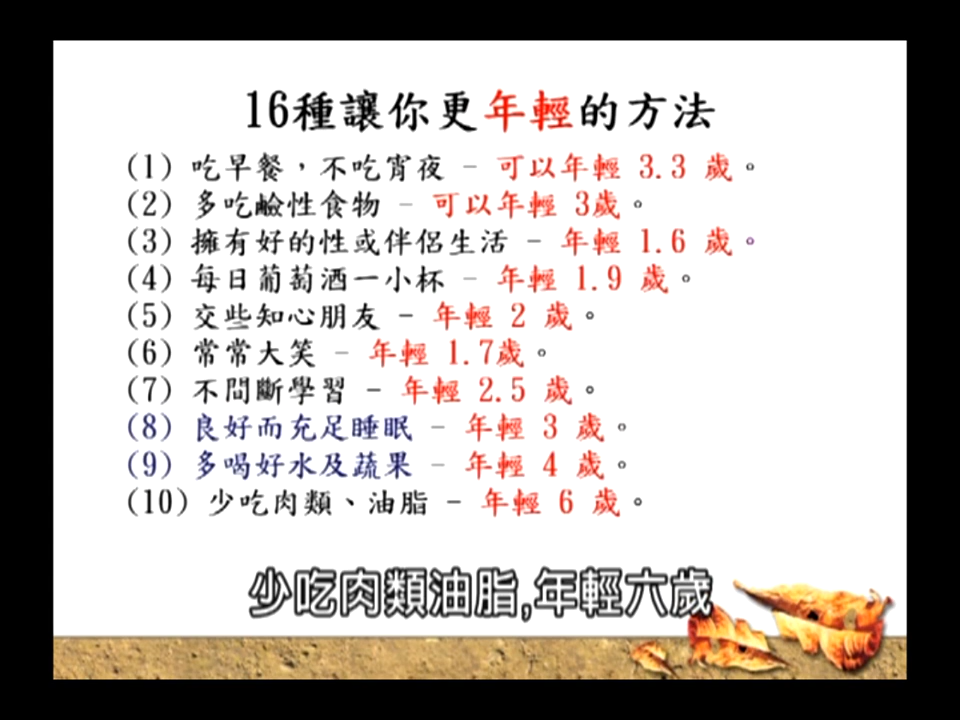 16種讓你更年輕的方法
(1) 吃早餐，不吃宵夜 - 可以年輕 3.3 歲。
(2) 多吃鹼性食物 - 可以年輕 3歲。
(3) 擁有好的性或伴侶生活 - 年輕 1.6 歲。
(4) 每日葡萄酒一小杯 - 年輕 1.9 歲。
(5) 交些知心朋友 - 年輕 2 歲。
(6) 常常大笑 - 年輕 1.7歲。
(7) 不間斷學習 - 年輕 2.5 歲。
(8) 良好而充足睡眠 - 年輕 3 歲。
(9) 多喝好水及蔬果 - 年輕 4 歲。
(10) 少吃肉類、油脂 - 年輕 6 歲。
少吃肉類油脂,年輕六歲